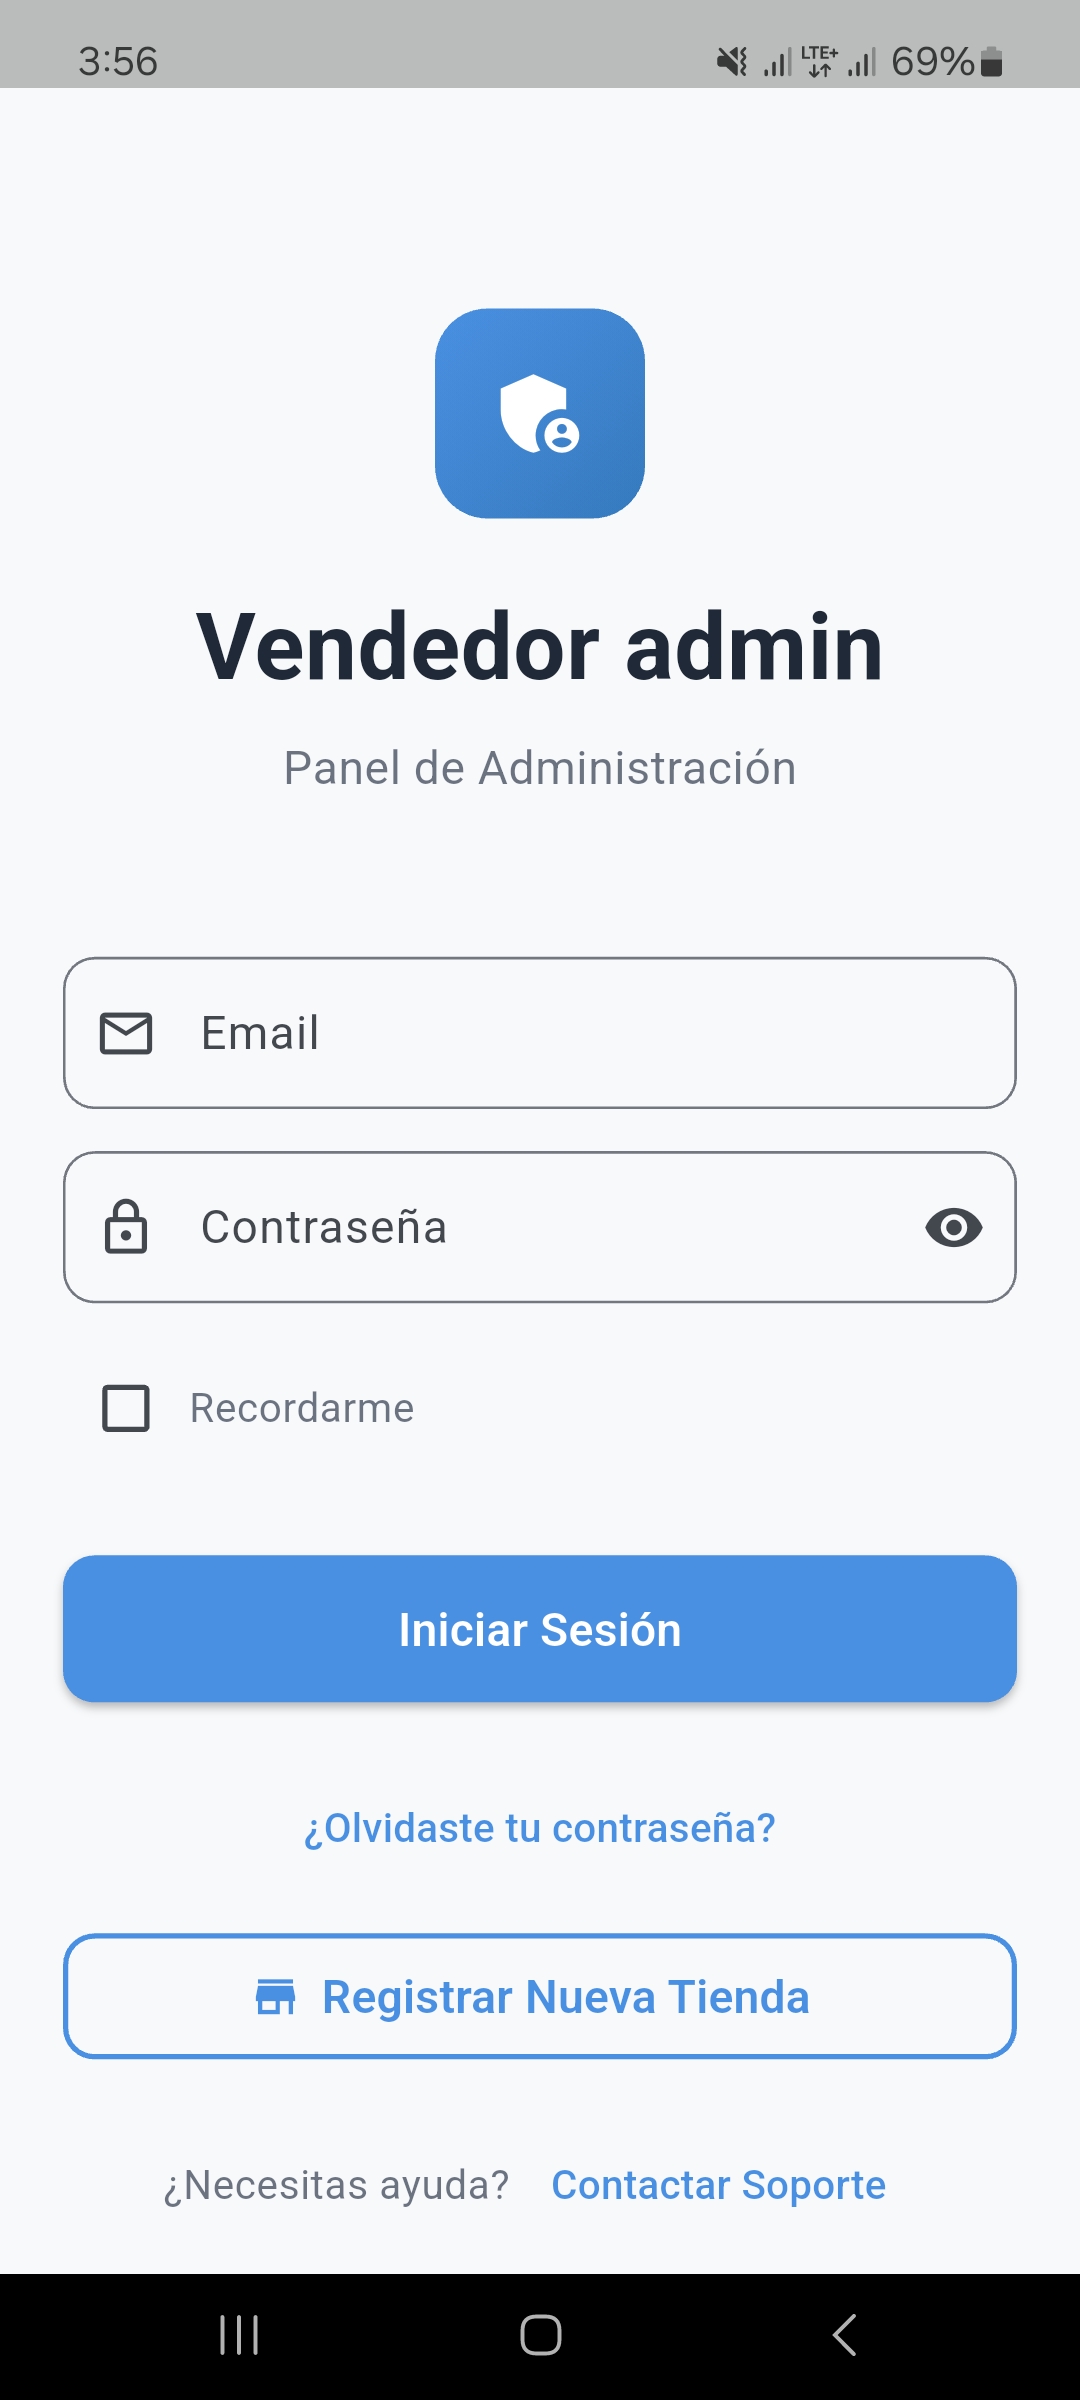 3:56 LTE+ 69%
Vendedor admin
Panel de Administración
Email
Contraseña
Recordarme
Iniciar Sesión
¿Olvidaste tu contraseña?
Registrar Nueva Tienda
¿Necesitas ayuda? Contactar Soporte